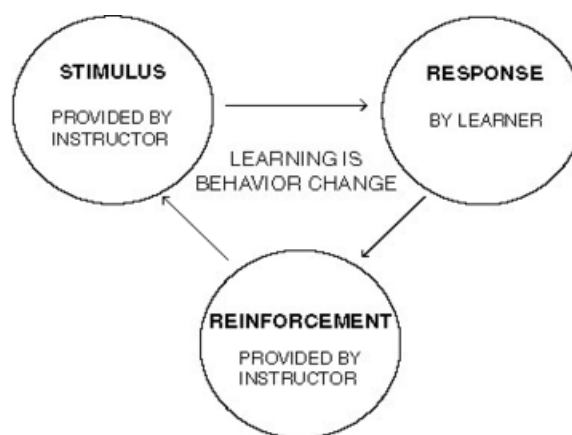 STIMULUS
PROVIDED BY
INSTRUCTOR
RESPONSE
BY LEARNER
LEARNING IS
BEHAVIOR CHANGE
REINFORCEMENT
PROVIDED BY
INSTRUCTOR